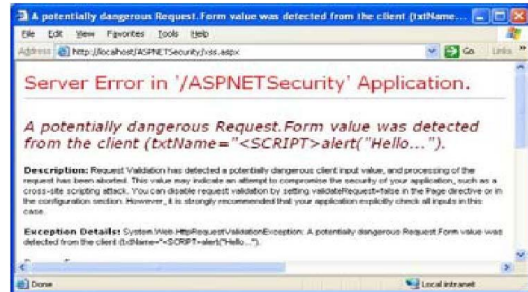 A potentially dangerous Request.Form value was detected from the client (txtName...
File Edit View Favorites Tools Help
Address http://localhost/ASPNETSecurity/xss.aspx Go Links »
Server Error in '/ASPNETSecurity' Application.
A potentially dangerous Request.Form value was detected
from the client (txtName="<SCRIPT>alert("Hello...").
Description: Request Validation has detected a potentially dangerous client input value, and processing of the
request has been aborted. This value may indicate an attempt to compromise the security of your application, such as a
cross-site scripting attack. You can disable request validation by setting validateRequest=false in the Page directive or in
the configuration section. However, it is strongly recommended that your application explicitly check all inputs in this
case.
Exception Details: System.Web.HttpRequestValidationException: A potentially dangerous Request.Form value was
detected from the client (txtName="<SCRIPT>alert("Hello...").
Done Local intranet